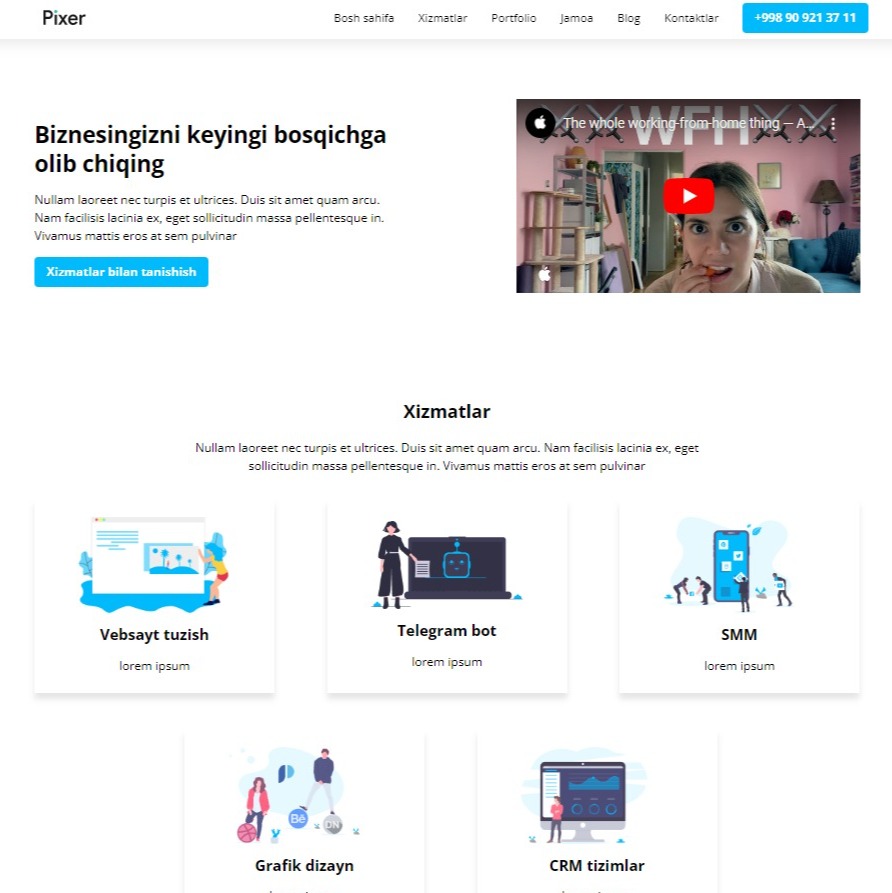 Pixer
Bosh sahifa
Xizmatlar
Portfolio
Jamoa
Blog
Kontaktlar
+998 90 921 37 11
Biznesingizni keyingi bosqichga
olib chiqing
Nullam laoreet nec turpis et ultrices. Duis sit amet quam arcu.
Nam facilisis lacinia ex, eget sollicitudin massa pellentesque in.
Vivamus mattis eros at sem pulvinar
Xizmatlar bilan tanishish
WFH
The whole working-from-home thing — A...
Xizmatlar
Nullam laoreet nec turpis et ultrices. Duis sit amet quam arcu. Nam facilisis lacinia ex, eget
sollicitudin massa pellentesque in. Vivamus mattis eros at sem pulvinar
Vebsayt tuzish
lorem ipsum
Telegram bot
lorem ipsum
SMM
lorem ipsum
Bē
Grafik dizayn
CRM tizimlar